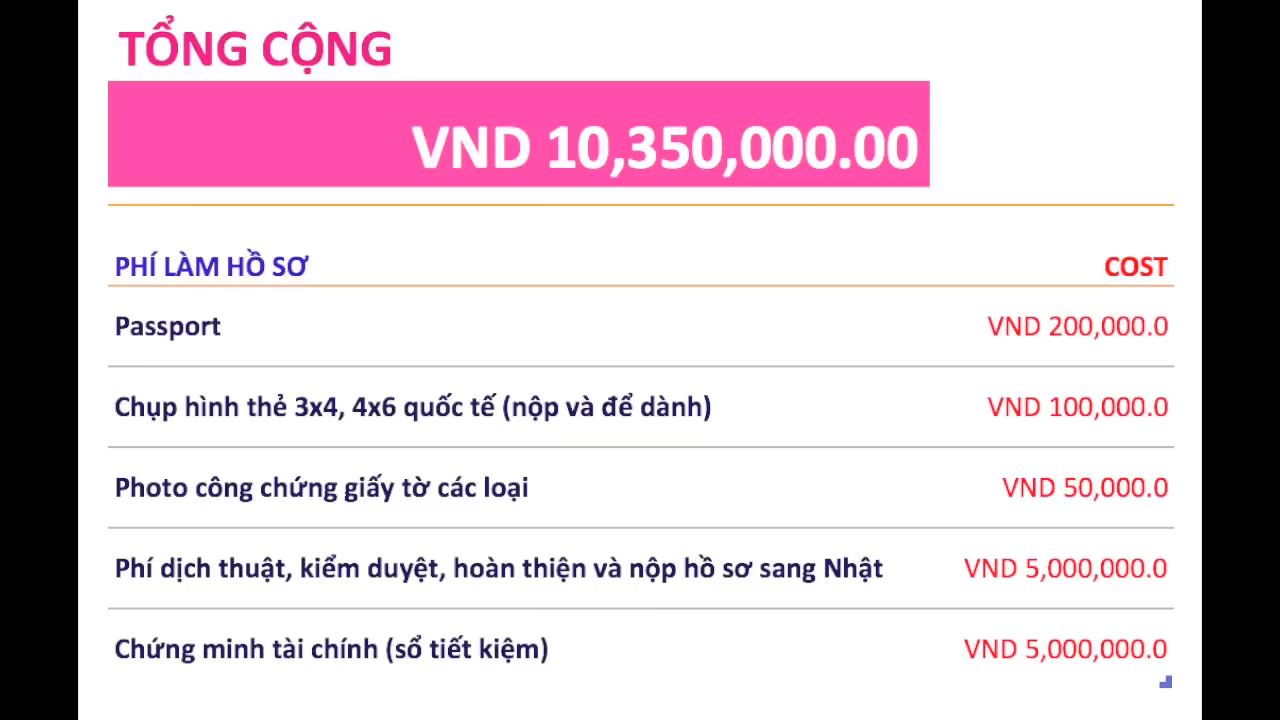 TỔNG CỘNG
VND 10,350,000.00
PHÍ LÀM HỒ SƠ COST
Passport VND 200,000.0
Chụp hình thẻ 3x4, 4x6 quốc tế (nộp và để dành) VND 100,000.0
Photo công chứng giấy tờ các loại VND 50,000.0
Phí dịch thuật, kiểm duyệt, hoàn thiện và nộp hồ sơ sang Nhật VND 5,000,000.0
Chứng minh tài chính (sổ tiết kiệm) VND 5,000,000.0